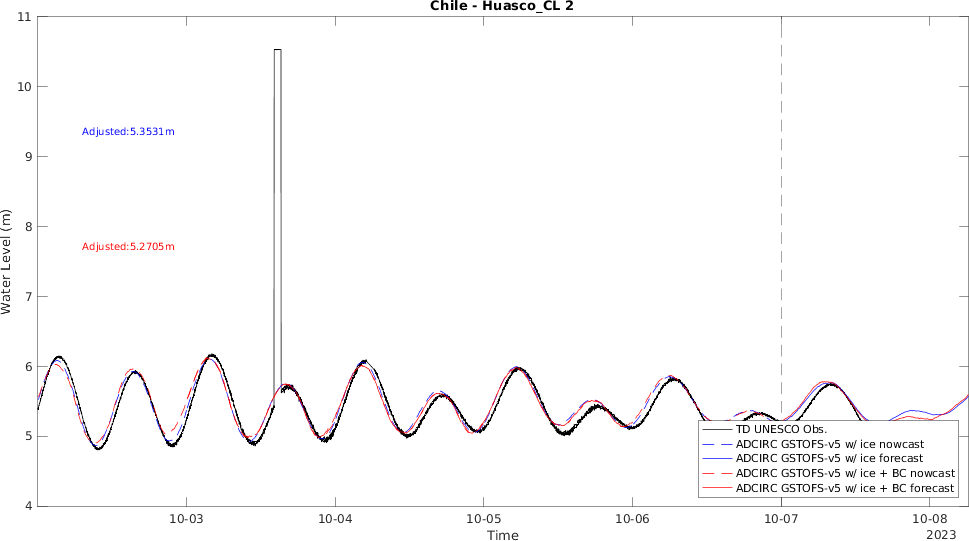 Chile - Huasco_CL 2
11
10
9
8
7
6
5
4
Water Level (m)
Adjusted:5.3531m
Adjusted:5.2705m
TD UNESCO Obs.
ADCIRC GSTOFS-v5 w/ ice nowcast
ADCIRC GSTOFS-v5 w/ ice forecast
ADCIRC GSTOFS-v5 w/ ice + BC nowcast
ADCIRC GSTOFS-v5 w/ ice + BC forecast
10-03 10-04 10-05 10-06 10-07 10-08
Time
2023